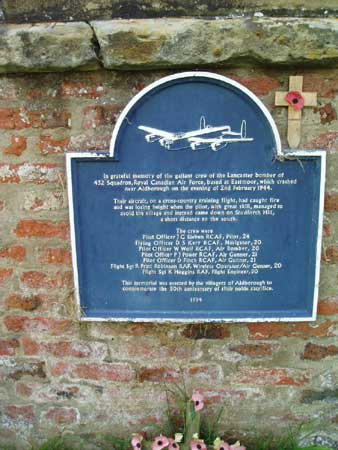 In grateful remembrance
and memory of the gallant crew of the Lancaster bomber of
432 Squadron, Royal Canadian Air Force, based at Eastmoor, which crashed
near Aldborough on the evening of 2nd February 1944.
Their aircraft, on a cross-country training flight, had caught fire
and was losing height when the pilot, with great skill, managed to
avoid the village and instead came down on Studforth Hill,
a short distance to the south.
The crew were
Pilot Officer J G RCAF, Pilot, 24
Flying Officer D S Kerr RCAF, Navigator, 20
Pilot Officer W Wolf RCAF, Air Bomber, 20
Pilot Officer P J Power RCAF, Air Gunner, 21
Pilot Officer D Finch RCAF, Air Gunner, 21
Flight Sgt R Peter Robinson RAF, Wireless Operator/Air Gunner, 20
Flight Sgt R Huggins RAF, Flight Engineer, 20
This memorial was erected by the villagers of Aldborough to
commemorate the 50th anniversary of their noble sacrifice.
1994